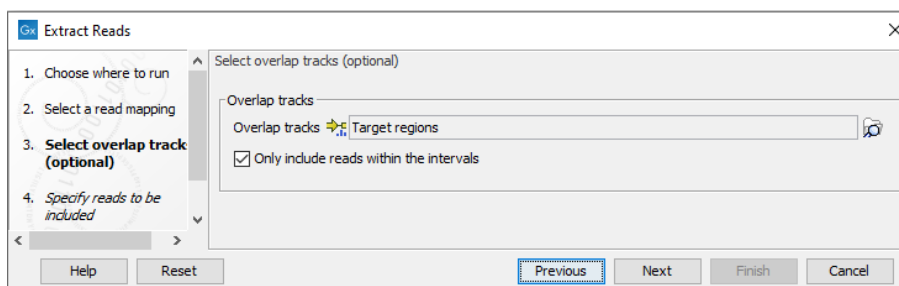 Gx Extract Reads
1. Choose where to run
2. Select a read mapping
3. Select overlap track
(optional)
4. Specify reads to be
included
Select overlap tracks (optional)
Overlap tracks
Overlap tracks Target regions
Only include reads within the intervals
Help Reset Previous Next Finish Cancel